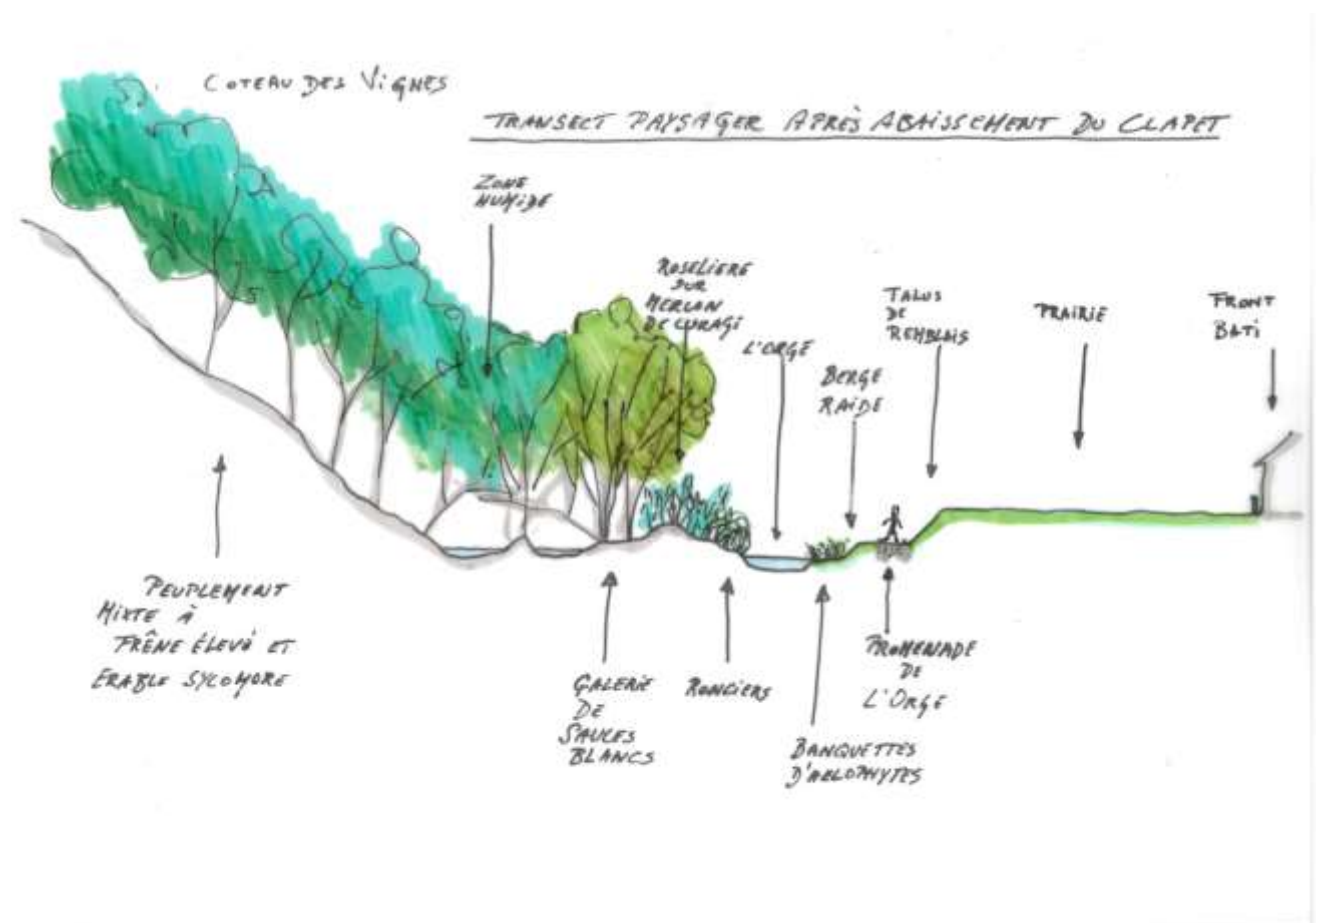 COTEAU DES VIGNES
TRANSECT PAYSAGER APRÈS ABAISSEMENT DU CLAPET
ZONE
HUMIDE
ROSELIERE
SUR
MERLAN
DE CURAGE
L'ORGE
BERGE
RAIDE
TALUS
DE
REMBLAIS
PRAIRIE
FRONT
BATI
PEUPLEMENT
MIXTE À
FRÊNE ÉLEVÉ ET
ERABLE SYCOMORE
GALERIE
DE
SAULES
BLANCS
RONCIERS
BANQUETTES
D'HELOPHYTES
PROMENADE
DE
L'ORGE